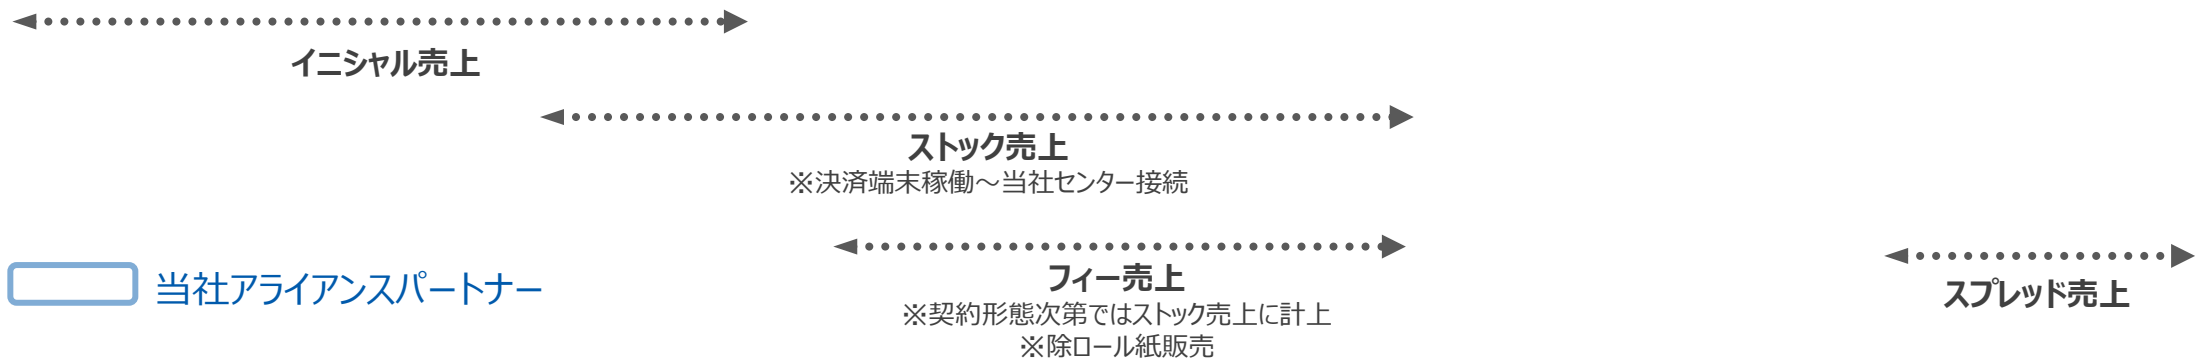 イニシャル売上
ストック売上
※決済端末稼働～当社センター接続
フィー売上
※契約形態次第ではストック売上に計上
※除ロール紙販売
スプレッド売上
当社アライアンスパートナー